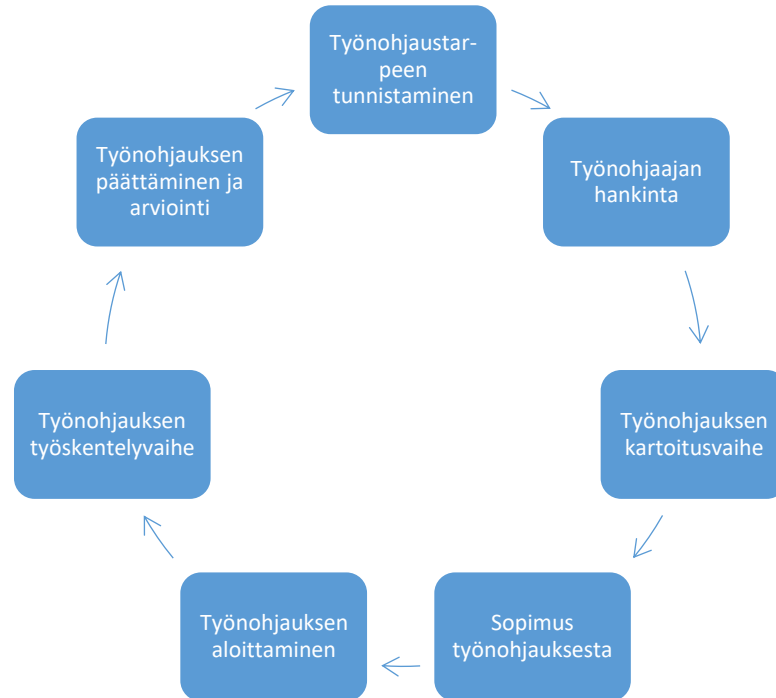 Työnohjaustar-
peen
tunnistaminen
Työnohjaajan
hankinta
Työnohjauksen
kartoitusvaihe
Sopimus
työnohjauksesta
Työnohjauksen
aloittaminen
Työnohjauksen
työskentelyvaihe
Työnohjauksen
päättäminen ja
arviointi